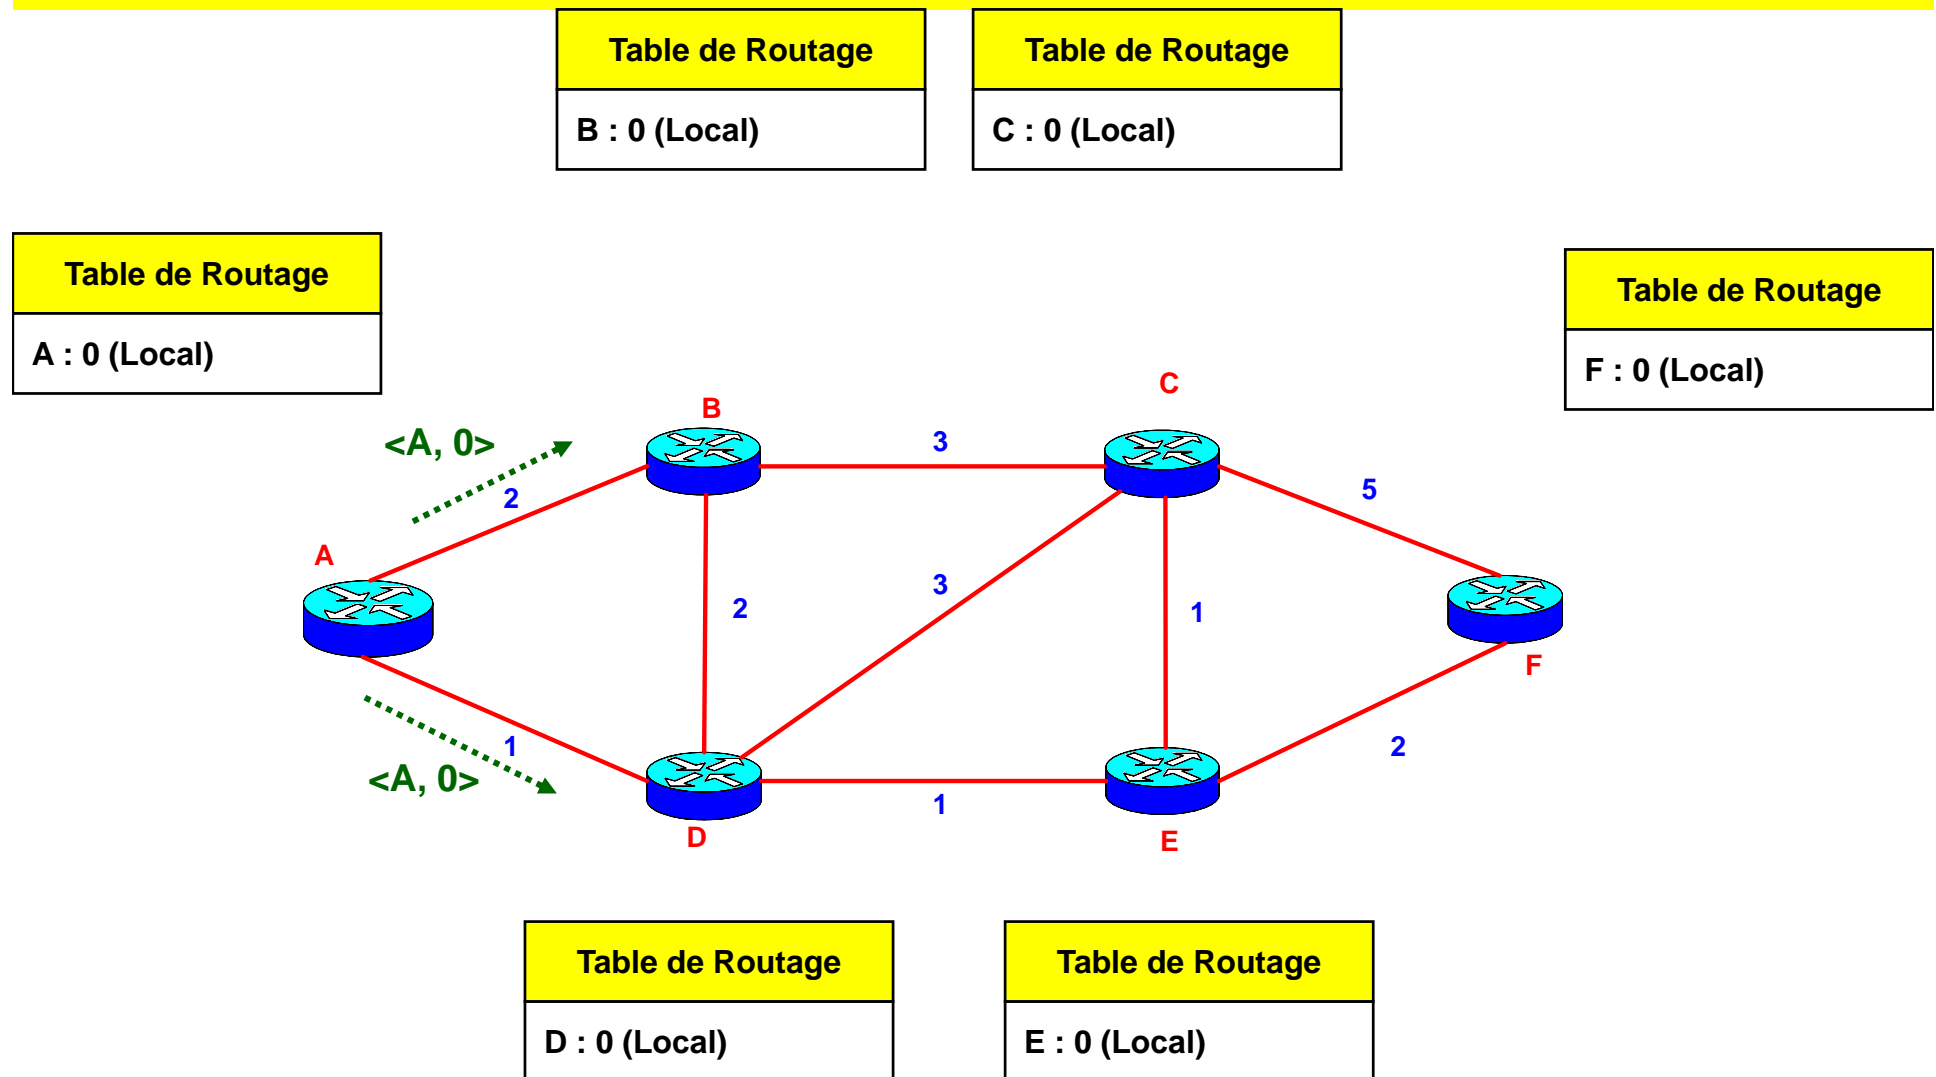 Table de Routage
B : 0 (Local)
Table de Routage
C : 0 (Local)
Table de Routage
A : 0 (Local)
Table de Routage
F : 0 (Local)
C
B
<A, 0>
3
5
2
A
3
2
1
F
1
<A, 0>
2
1
D
E
Table de Routage
D : 0 (Local)
Table de Routage
E : 0 (Local)